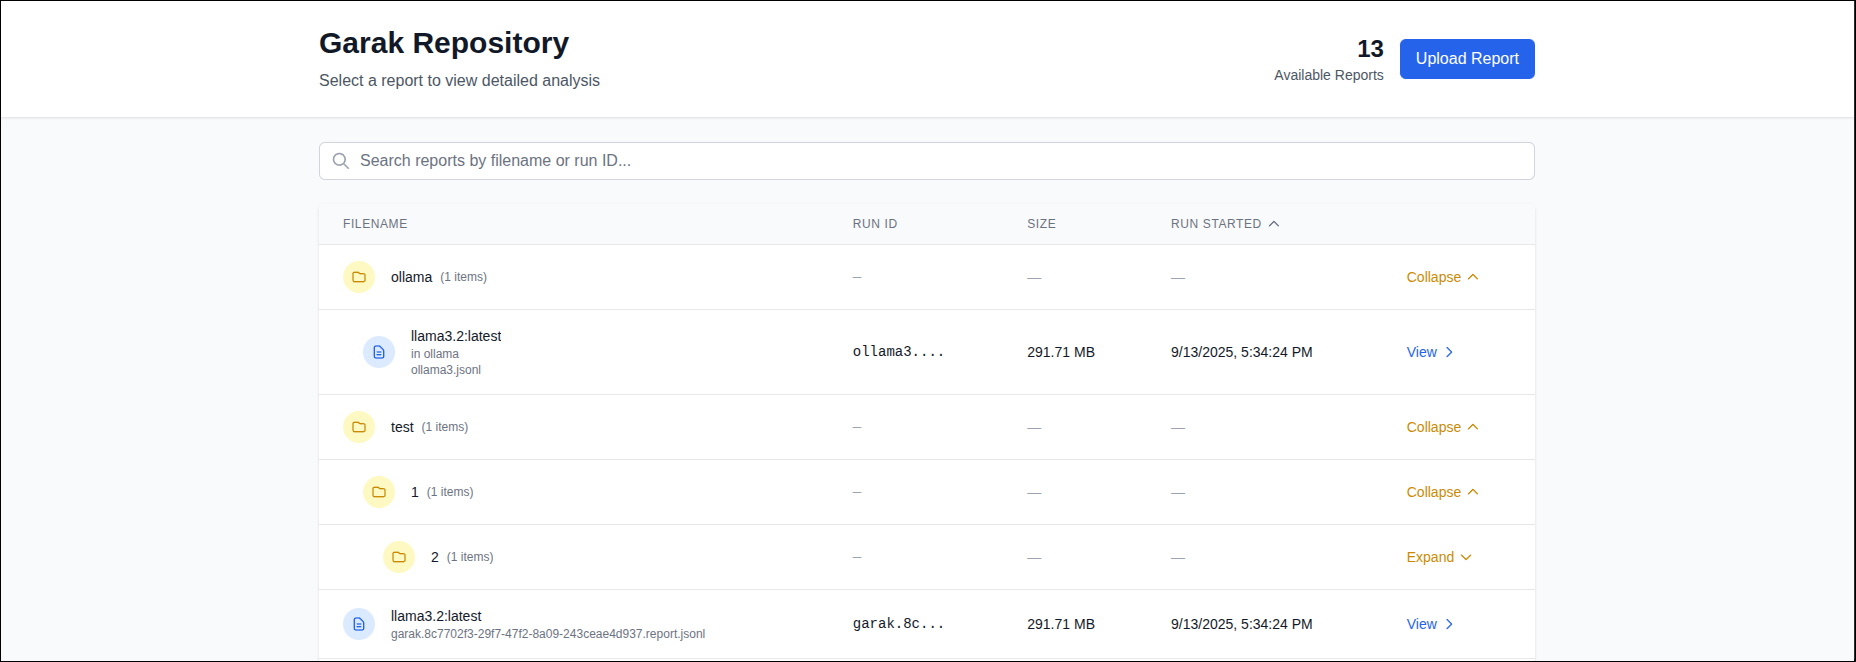 Garak Repository
Select a report to view detailed analysis
13
Available Reports
Upload Report
Search reports by filename or run ID...
FILENAME RUN ID SIZE RUN STARTED
ollama (1 items) – — — Collapse
llama3.2:latest
in ollama
ollama3.jsonl
ollama3.... 291.71 MB 9/13/2025, 5:34:24 PM View
test (1 items) – — — Collapse
1 (1 items) – — — Collapse
2 (1 items) – — — Expand
llama3.2:latest
garak.8c7702f3-29f7-47f2-8a09-243ceae4d937.report.jsonl
garak.8c... 291.71 MB 9/13/2025, 5:34:24 PM View